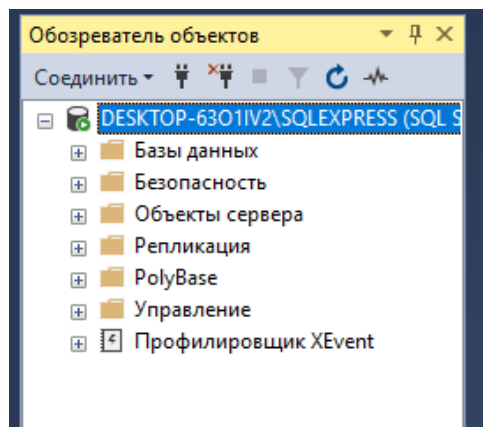 Обозреватель объектов
Соединить
DESKTOP-63O1IV2\SQLEXPRESS (SQL S
Базы данных
Безопасность
Объекты сервера
Репликация
PolyBase
Управление
Профилировщик XEvent